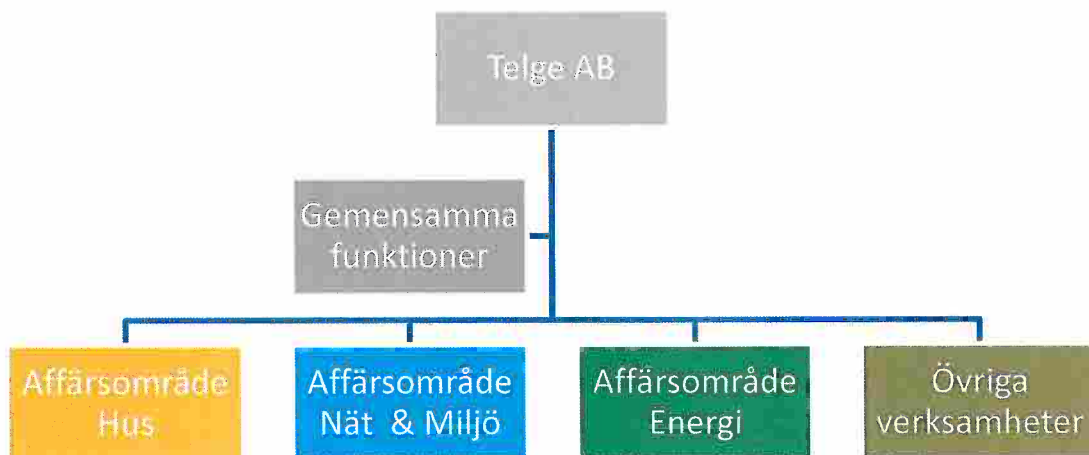 Telge AB
Gemensamma
funktioner
Affärsområde
Hus
Affärsområde
Nät & Miljö
Affärsområde
Energi
Övriga
verksamheter